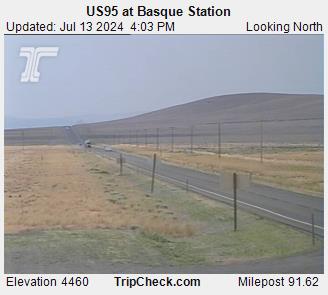 US95 at Basque Station
Updated: Jul 13 2024 4:03 PM Looking North
Elevation 4460 TripCheck.com Milepost 91.62